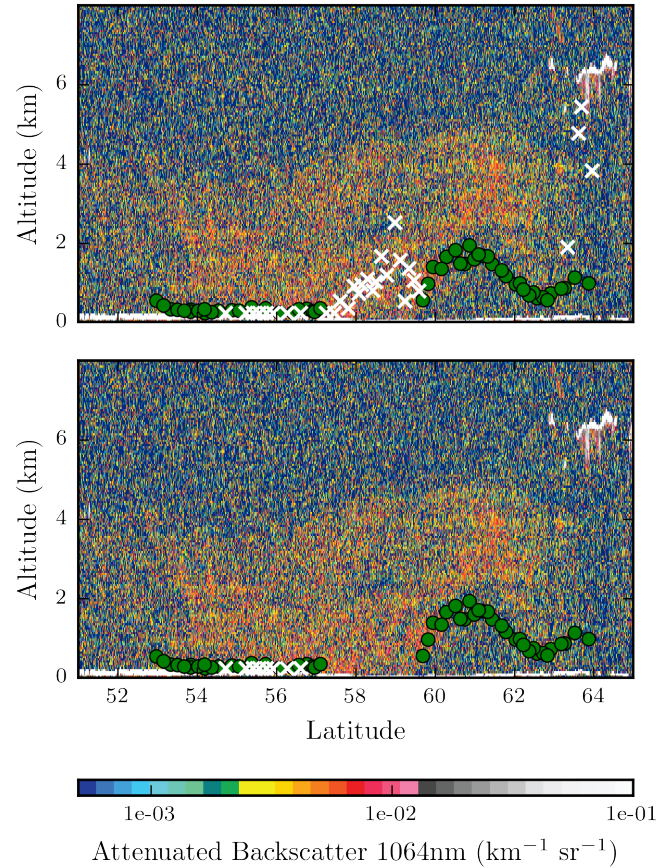 6
4
2
0
Altitude (km)
6
4
2
0
Altitude (km)
52 54 56 58 60 62 64
Latitude
1e-03 1e-02 1e-01
Attenuated Backscatter 1064nm (km⁻¹ sr⁻¹)